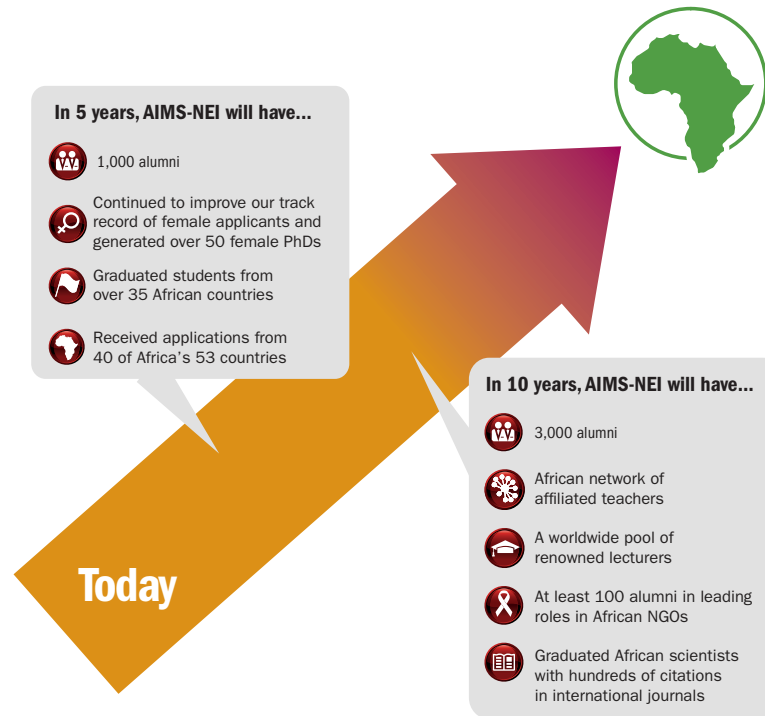 In 5 years, AIMS-NEI will have...
1,000 alumni
Continued to improve our track
record of female applicants and
generated over 50 female PhDs
Graduated students from
over 35 African countries
Received applications from
40 of Africa's 53 countries
In 10 years, AIMS-NEI will have...
3,000 alumni
African network of
affiliated teachers
A worldwide pool of
renowned lecturers
At least 100 alumni in leading
roles in African NGOs
Graduated African scientists
with hundreds of citations
in international journals
Today